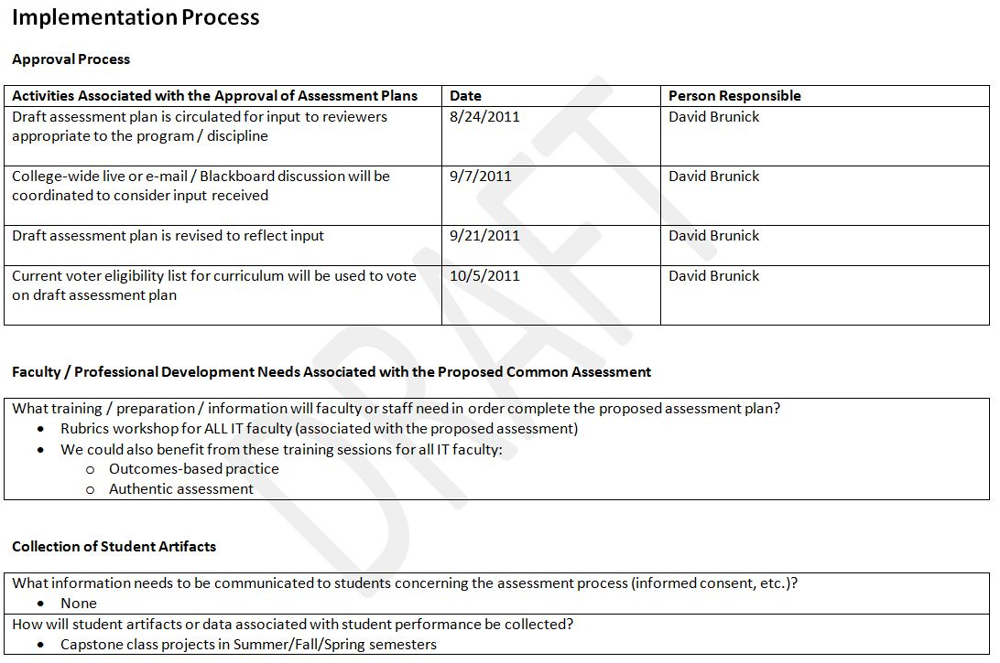 Implementation Process
Approval Process
Activities Associated with the Approval of Assessment Plans Date Person Responsible
Draft assessment plan is circulated for input to reviewers 8/24/2011 David Brunick
appropriate to the program / discipline
College-wide live or e-mail / Blackboard discussion will be 9/7/2011 David Brunick
coordinated to consider input received
Draft assessment plan is revised to reflect input 9/21/2011 David Brunick
Current voter eligibility list for curriculum will be used to vote 10/5/2011 David Brunick
on draft assessment plan
Faculty / Professional Development Needs Associated with the Proposed Common Assessment
What training / preparation / information will faculty or staff need in order complete the proposed assessment plan?
• Rubrics workshop for ALL IT faculty (associated with the proposed assessment)
• We could also benefit from these training sessions for all IT faculty:
o Outcomes-based practice
o Authentic assessment
Collection of Student Artifacts
What information needs to be communicated to students concerning the assessment process (informed consent, etc.)?
• None
How will student artifacts or data associated with student performance be collected?
• Capstone class projects in Summer/Fall/Spring semesters
DRAFT